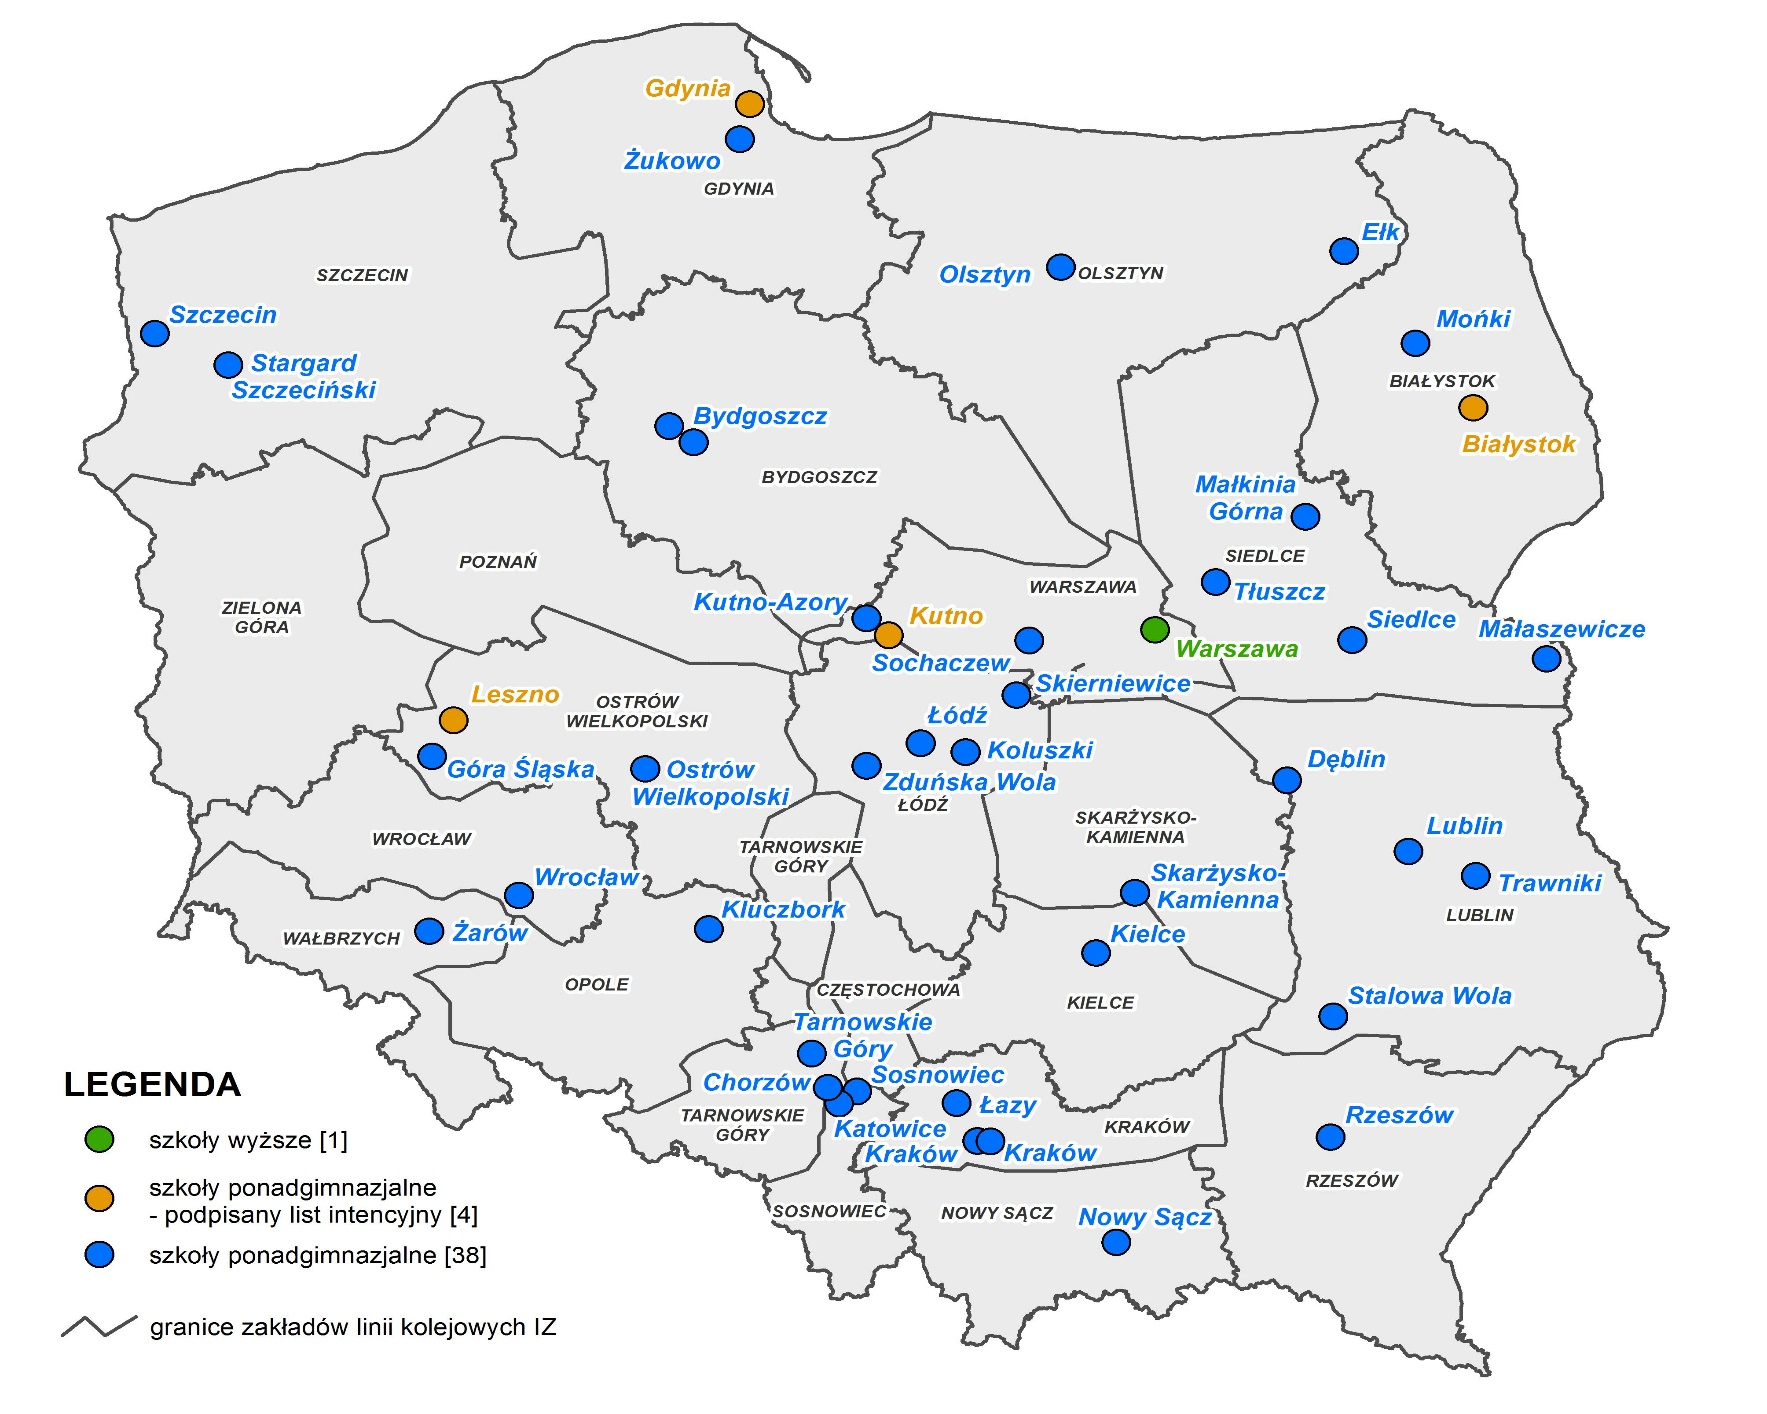 Gdynia
Żukowo
GDYNIA
Ełk
SZCZECIN
Olsztyn
OLSZTYN
Szczecin
Mońki
Stargard
Szczeciński
BIAŁYSTOK
Bydgoszcz
Białystok
BYDGOSZCZ
Małkinia
Górna
POZNAŃ
SIEDLCE
WARSZAWA
Tłuszcz
ZIELONA
GÓRA
Kutno-Azory
Kutno
Siedlce
Małaszewicze
Warszawa
Sochaczew
Skierniewice
Leszno
OSTRÓW
WIELKOPOLSKI
Łódź
Koluszki
Dęblin
Góra Śląska
Ostrów
Wielkopolski
Zduńska Wola
ŁÓDŹ
SKARŻYSKO-
KAMIENNA
Lublin
WROCŁAW
TARNOWSKIE
GÓRY
Wrocław
Skarżysko-
Kamienna
Trawniki
LUBLIN
Kluczbork
WAŁBRZYCH
Żarów
Kielce
OPOLE
CZĘSTOCHOWA
KIELCE
Stalowa Wola
Tarnowskie
Góry
Chorzów
Sosnowiec
TARNOWSKIE
GÓRY
Łazy
Katowice
KRAKÓW
Kraków
Kraków
Rzeszów
RZESZÓW
SOSNOWIEC
NOWY SĄCZ
Nowy Sącz
LEGENDA
szkoły wyższe [1]
szkoły ponadgimnazjalne
- podpisany list intencyjny [4]
szkoły ponadgimnazjalne [38]
granice zakładów linii kolejowych IZ